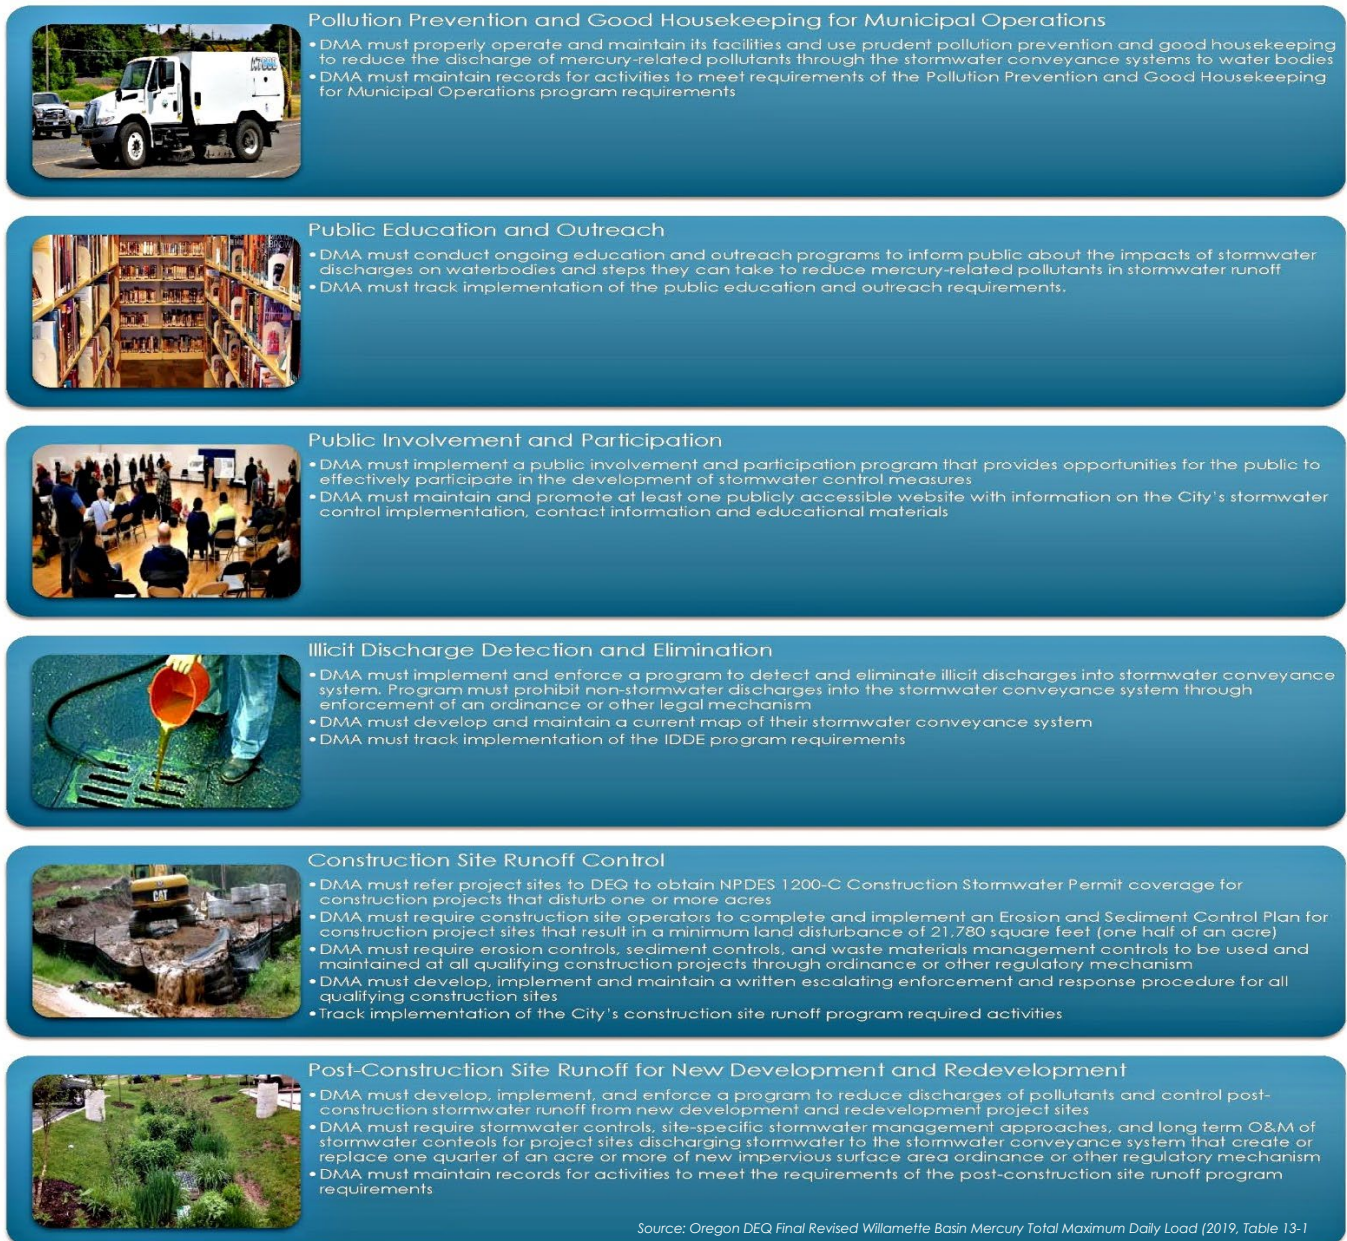 Pollution Prevention and Good Housekeeping for Municipal Operations
•DMA must properly operate and maintain its facilities and use prudent pollution prevention and good housekeeping
to reduce the discharge of mercury-related pollutants through the stormwater conveyance systems to water bodies
•DMA must maintain records for activities to meet requirements of the Pollution Prevention and Good Housekeeping
for Municipal Operations program requirements
Public Education and Outreach
•DMA must conduct ongoing education and outreach programs to inform public about the impacts of stormwater
discharges on waterbodies and steps they can take to reduce mercury-related pollutants in stormwater runoff
•DMA must track implementation of the public education and outreach requirements.
Public Involvement and Participation
•DMA must implement a public involvement and participation program that provides opportunities for the public to
effectively participate in the development of stormwater control measures
•DMA must maintain and promote at least one publicly accessible website with information on the City's stormwater
control implementation, contact information and educational materials
Illicit Discharge Detection and Elimination
•DMA must implement and enforce a program to detect and eliminate illicit discharges into stormwater conveyance
system. Program must prohibit non-stormwater discharges into the stormwater conveyance system through
enforcement of an ordinance or other legal mechanism
•DMA must develop and maintain a current map of their stormwater conveyance system
•DMA must track implementation of the IDDE program requirements
CAT
Construction Site Runoff Control
•DMA must refer project sites to DEQ to obtain NPDES 1200-C Construction Stormwater Permit coverage for
construction projects that disturb one or more acres
•DMA must require construction site operators to complete and implement an Erosion and Sediment Control Plan for
construction project sites that result in a minimum land disturbance of 21,780 square feet (one half of an acre)
•DMA must require erosion controls, sediment controls, and waste materials management controls to be used and
maintained at all qualifying construction projects through ordinance or other regulatory mechanism
•DMA must develop, implement and maintain a written escalating enforcement and response procedure for all
qualifying construction sites
•Track implementation of the City's construction site runoff program required activities
Post-Construction Site Runoff for New Development and Redevelopment
•DMA must develop, implement, and enforce a program to reduce discharges of pollutants and control post-
construction stormwater runoff from new development and redevelopment project sites
•DMA must require stormwater controls, site-specific stormwater management approaches, and long term O&M of
stormwater conteols for project sites discharging stormwater to the stormwater conveyance system that create or
replace one quarter of an acre or more of new impervious surface area ordinance or other regulatory mechanism
•DMA must maintain records for activities to meet the requirements of the post-construction site runoff program
requirements
Source: Oregon DEQ Final Revised Willamette Basin Mercury Total Maximum Daily Load (2019, Table 13-1